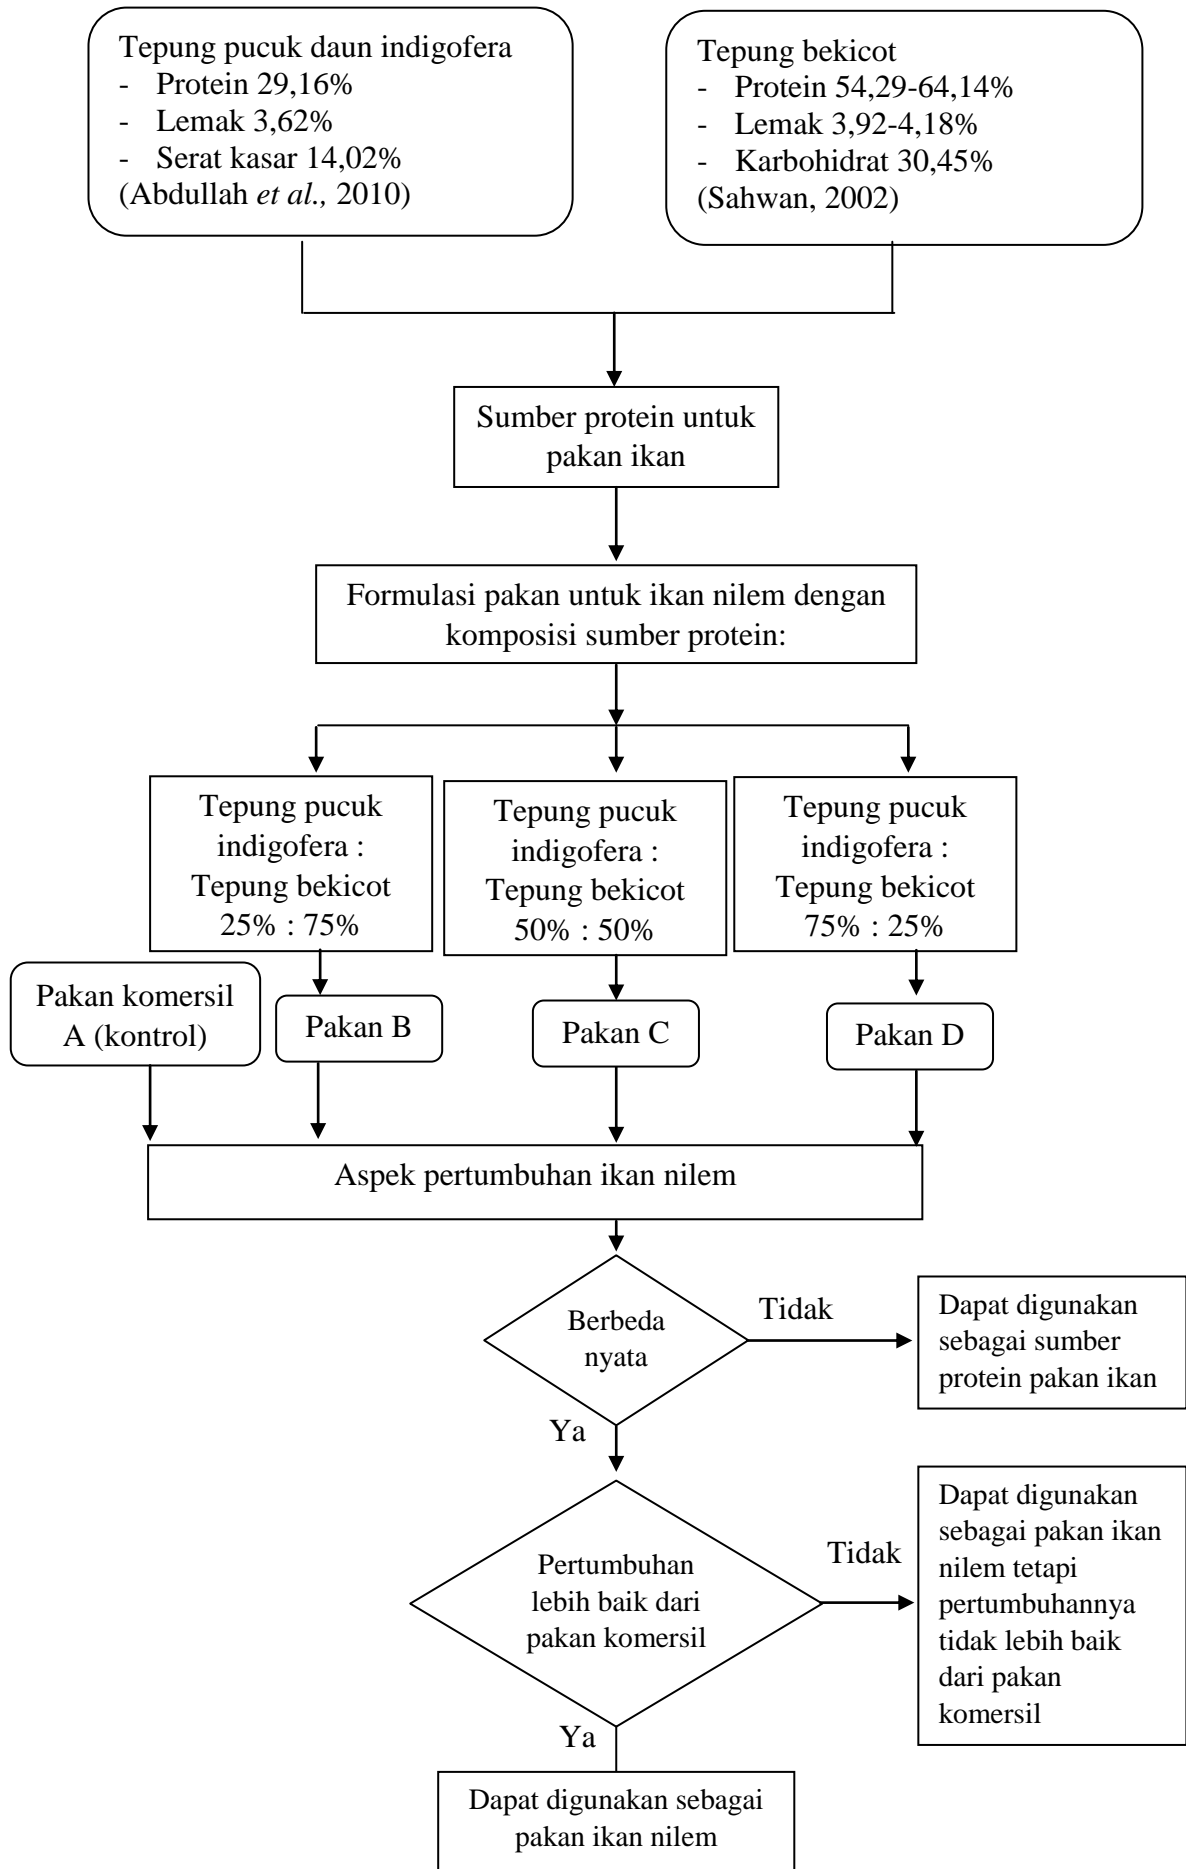 Tepung pucuk daun indigofera
- Protein 29,16%
- Lemak 3,62%
- Serat kasar 14,02%
(Abdullah et al., 2010)
Tepung bekicot
- Protein 54,29-64,14%
- Lemak 3,92-4,18%
- Karbohidrat 30,45%
(Sahwan, 2002)
Sumber protein untuk
pakan ikan
Formulasi pakan untuk ikan nilem dengan
komposisi sumber protein:
Tepung pucuk
indigofera :
Tepung bekicot
25% : 75%
Tepung pucuk
indigofera :
Tepung bekicot
50% : 50%
Tepung pucuk
indigofera :
Tepung bekicot
75% : 25%
Pakan komersil
A (kontrol)
Pakan B
Pakan C
Pakan D
Aspek pertumbuhan ikan nilem
Berbeda
nyata
Tidak
Dapat digunakan
sebagai sumber
protein pakan ikan
Ya
Pertumbuhan
lebih baik dari
pakan komersil
Tidak
Dapat digunakan
sebagai pakan ikan
nilem tetapi
pertumbuhannya
tidak lebih baik
dari pakan
komersil
Ya
Dapat digunakan sebagai
pakan ikan nilem